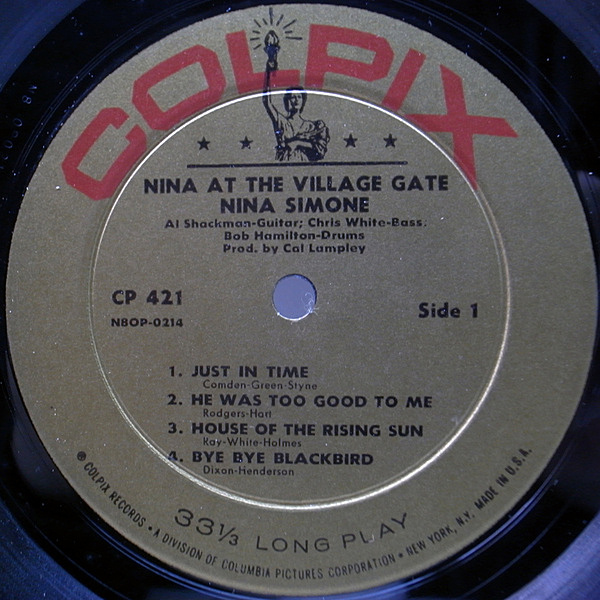 COLPIX
NINA AT THE VILLAGE GATE
NINA SIMONE
Al Shackman-Guitar; Chris White-Bass.
Bob Hamilton-Drums
Prod. by Cal Lampley
CP 421
NBOP-0214
Side 1
1. JUST IN TIME
Comden-Green-Styne
2. HE WAS TOO GOOD TO ME
Rodgers-Hart
3. HOUSE OF THE RISING SUN
Ray-White-Holmes
4. BYE BYE BLACKBIRD
Dixon-Henderson
33⅓ LONG PLAY
® COLPIX RECORDS • A DIVISION OF COLUMBIA PICTURES CORPORATION • NEW YORK, N.Y. MADE IN U.S.A.